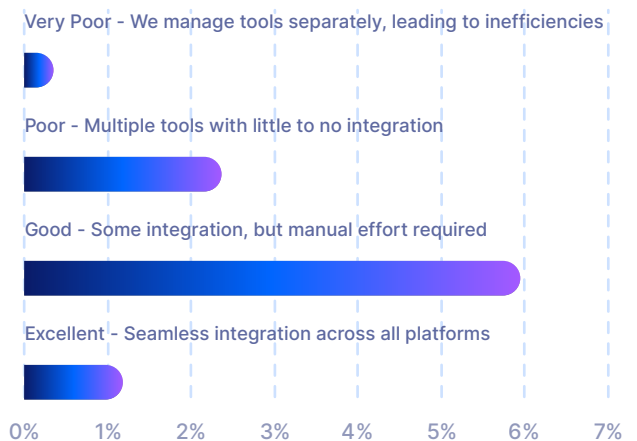 Very Poor - We manage tools separately, leading to inefficiencies
Poor - Multiple tools with little to no integration
Good - Some integration, but manual effort required
Excellent - Seamless integration across all platforms
0% 1% 2% 3% 4% 5% 6% 7%